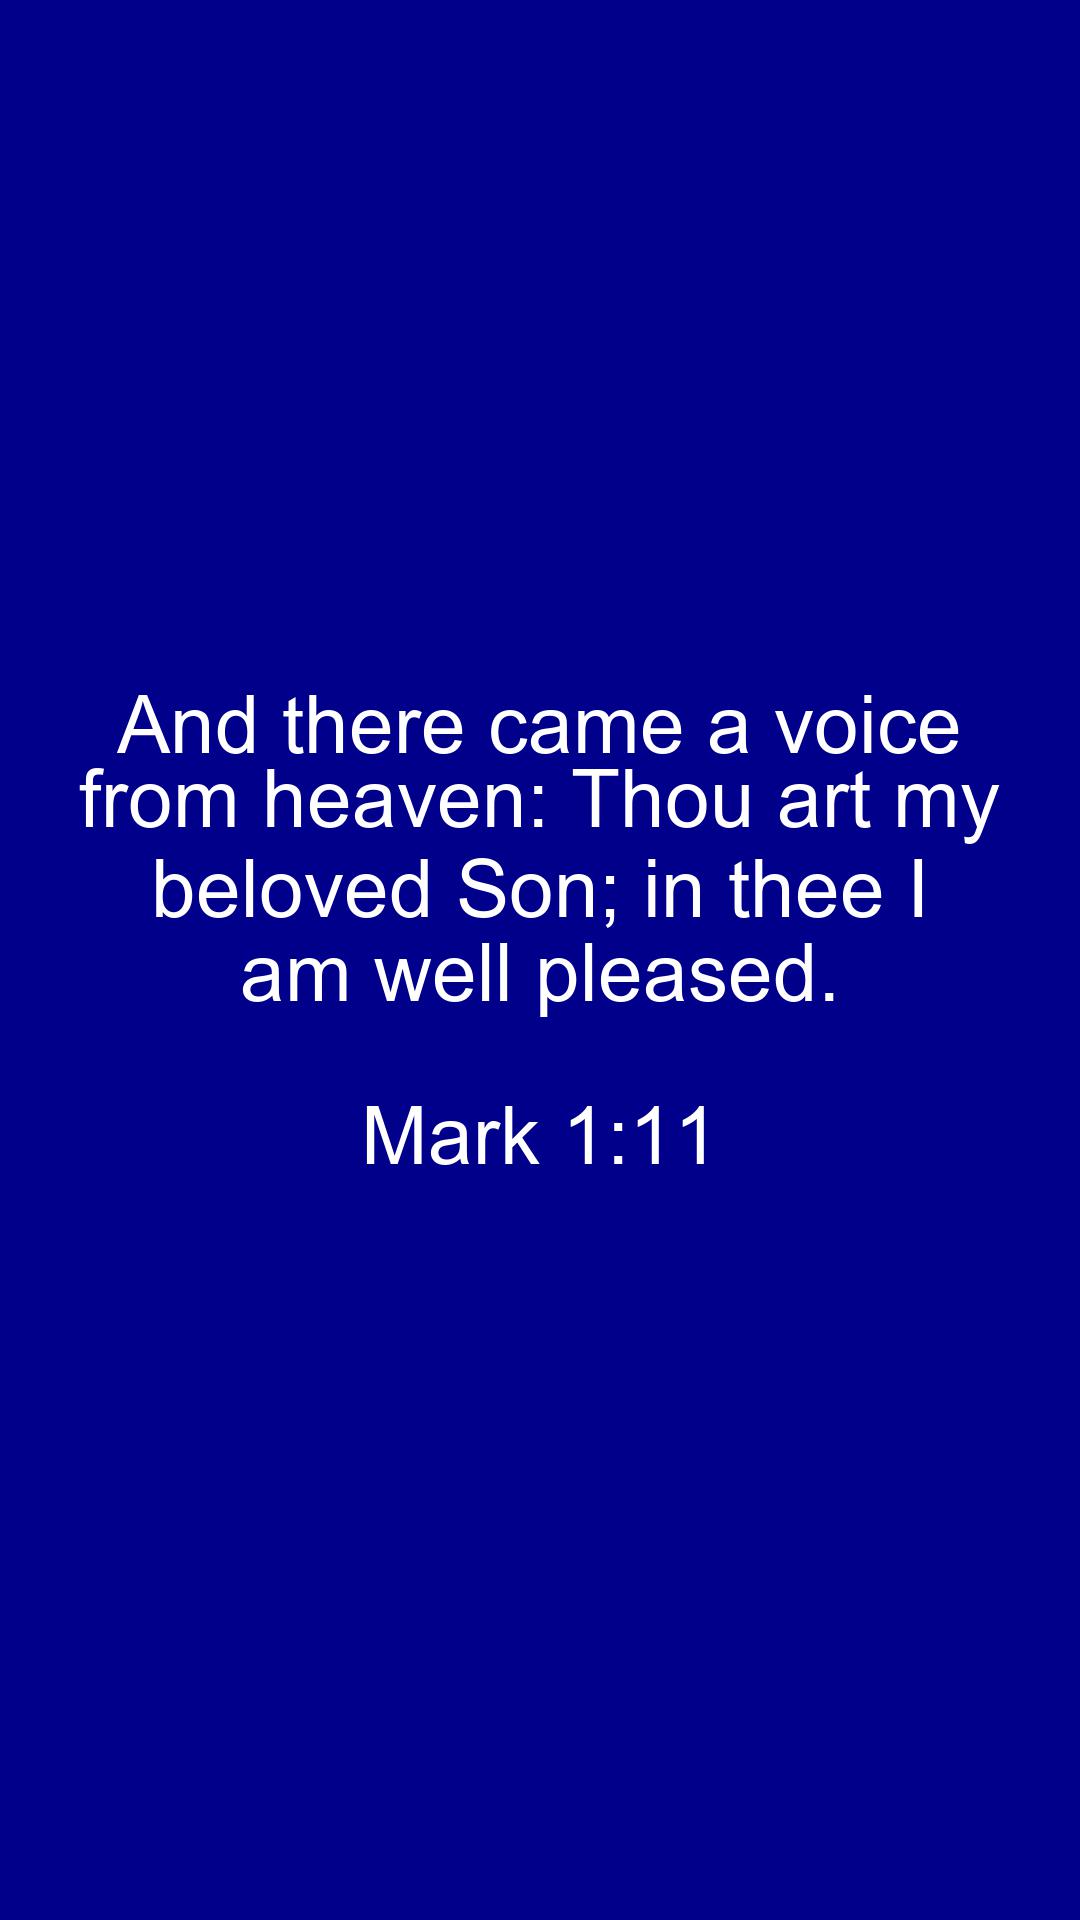 And there came a voice
from heaven: Thou art my
beloved Son; in thee I
am well pleased.
Mark 1:11